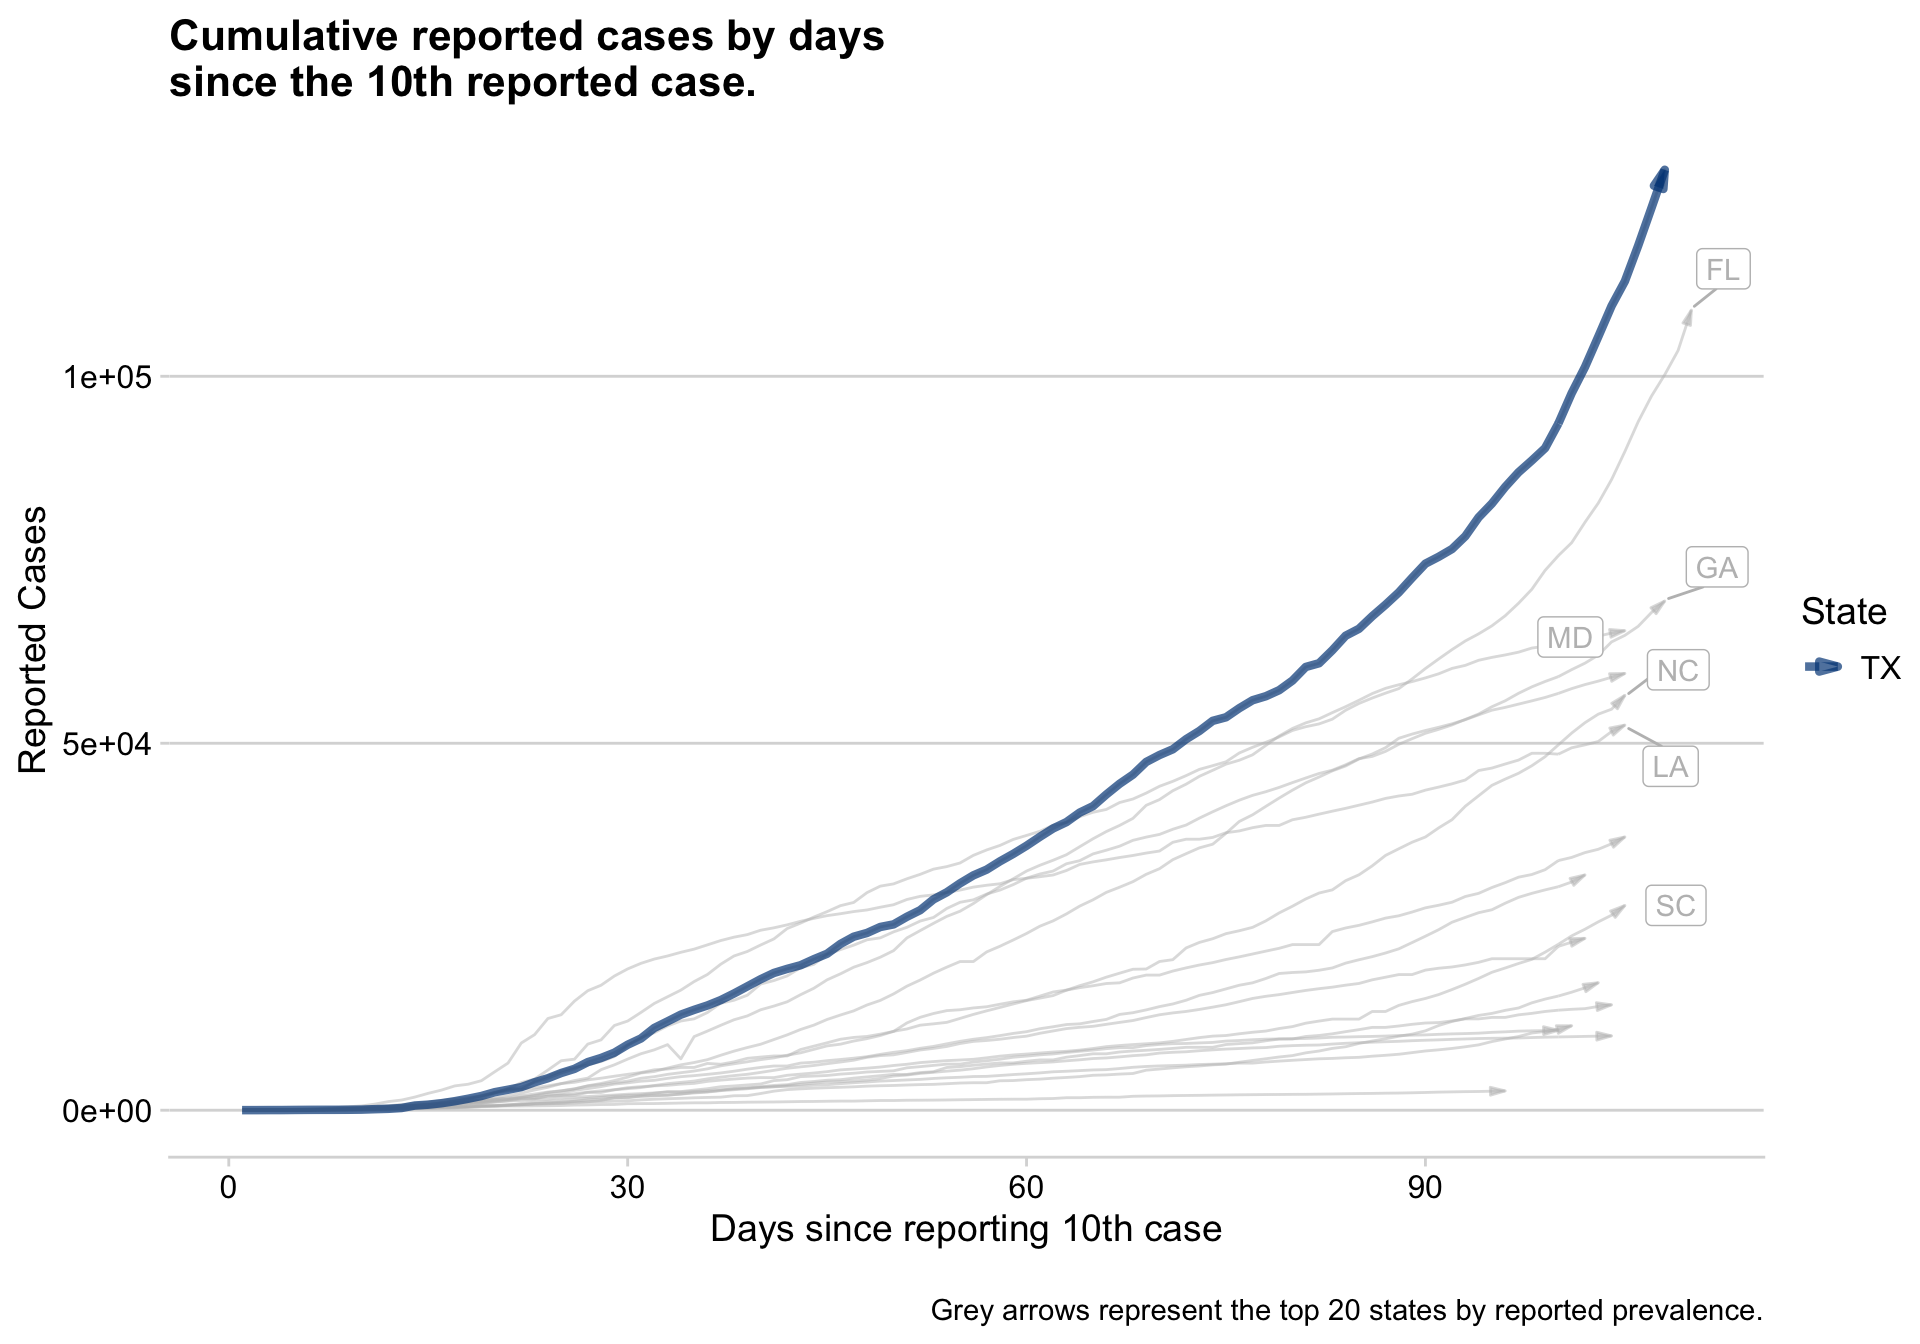 Cumulative reported cases by days
since the 10th reported case.
1e+05
5e+04
0e+00
Reported Cases
FL
GA
MD
NC
LA
SC
State
TX
0 30 60 90
Days since reporting 10th case
Grey arrows represent the top 20 states by reported prevalence.